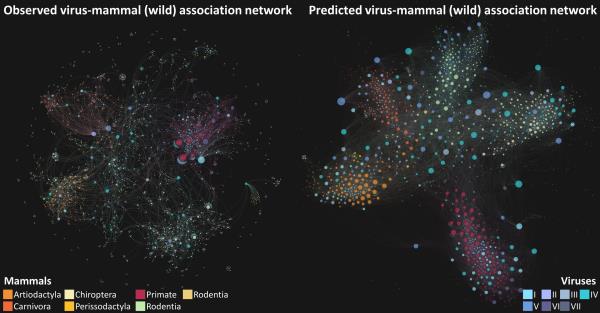 Observed virus-mammal (wild) association network
Predicted virus-mammal (wild) association network
Mammals
Artiodactyla Chiroptera Primate Rodentia
Carnivora Perissodactyla Rodentia
Viruses
I II III IV
V VI VII